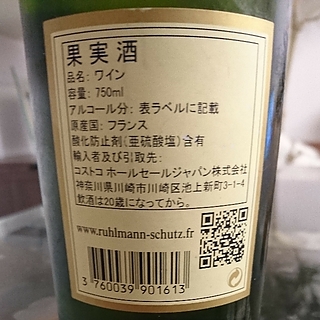 果実酒
品名: ワイン
容量: 750ml
アルコール分: 表ラベルに記載
原産国: フランス
酸化防止剤(亜硫酸塩)含有
輸入者及び引取先:
コストコ ホールセールジャパン株式会社
神奈川県川崎市川崎区池上新町3-1-4
飲酒は20歳になってから。
www.ruhlmann-schutz.fr
3 760039 901613